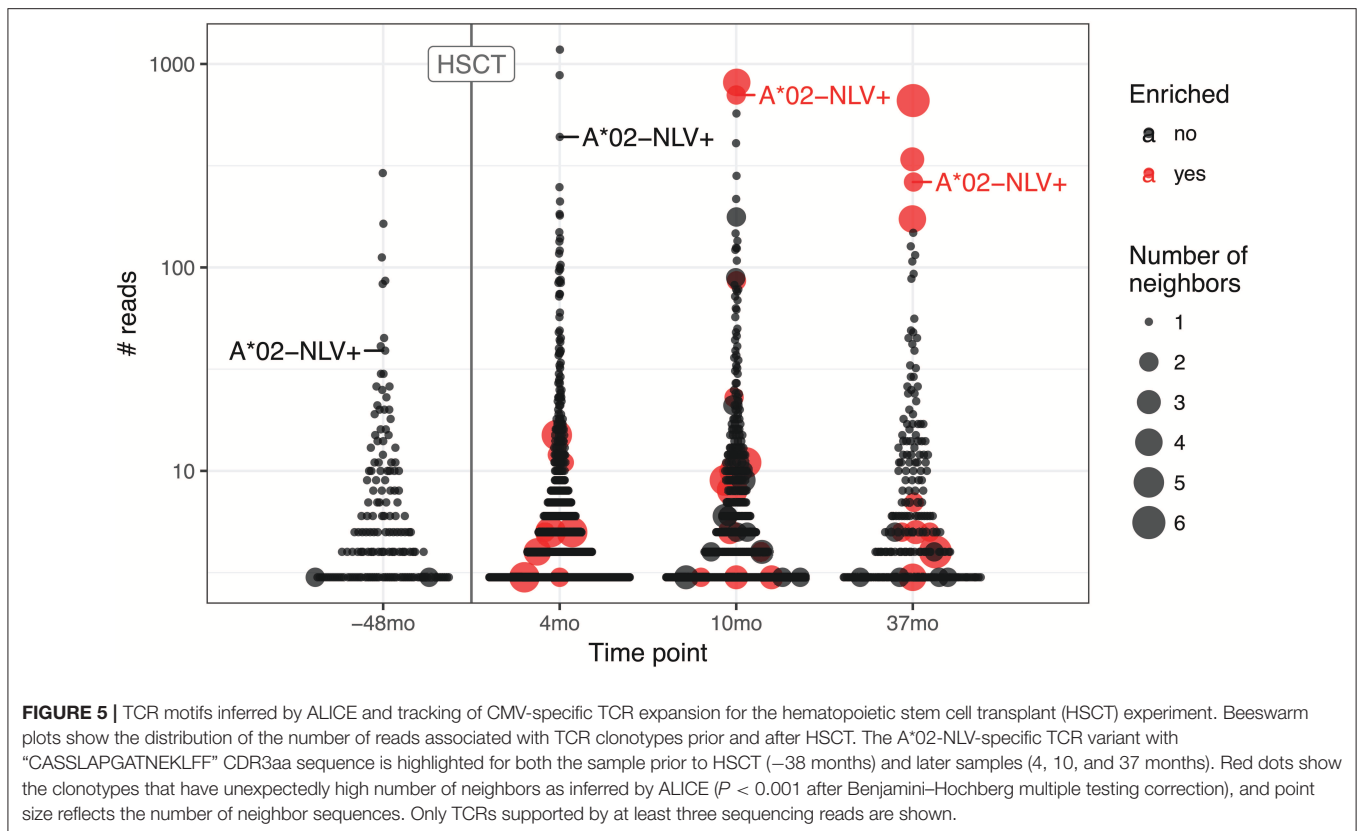 HSCT
1000
100
10
# reads
A*02−NLV+
A*02−NLV+
A*02−NLV+
A*02−NLV+
−48mo
4mo
10mo
37mo
Time point
Enriched
a no
a yes
Number of
neighbors
1
2
3
4
5
6
FIGURE 5 | TCR motifs inferred by ALICE and tracking of CMV-specific TCR expansion for the hematopoietic stem cell transplant (HSCT) experiment. Beeswarm
plots show the distribution of the number of reads associated with TCR clonotypes prior and after HSCT. The A*02-NLV-specific TCR variant with
“CASSLAPGATNEKLFF” CDR3aa sequence is highlighted for both the sample prior to HSCT (−38 months) and later samples (4, 10, and 37 months). Red dots show
the clonotypes that have unexpectedly high number of neighbors as inferred by ALICE (P < 0.001 after Benjamini–Hochberg multiple testing correction), and point
size reflects the number of neighbor sequences. Only TCRs supported by at least three sequencing reads are shown.